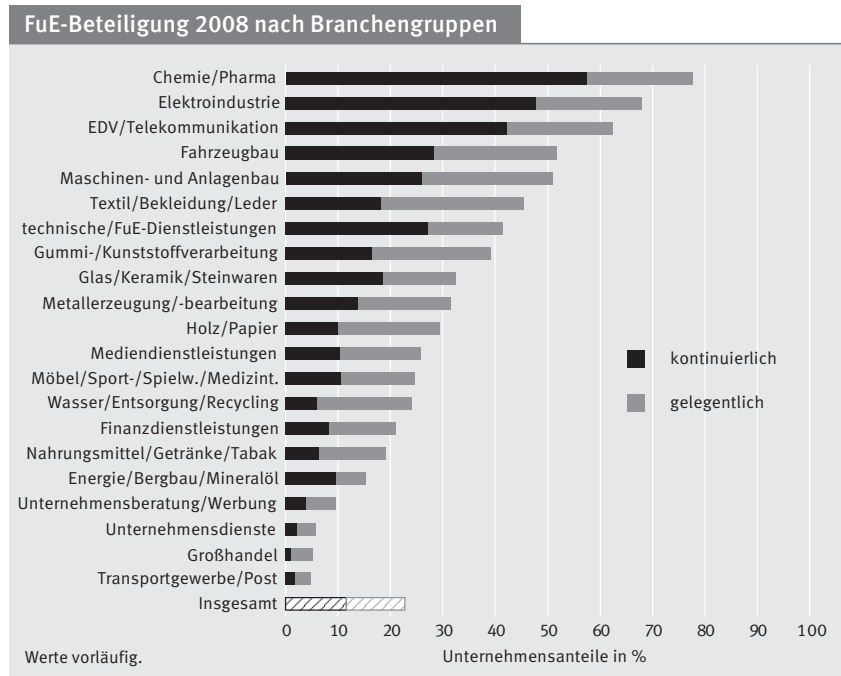 FuE-Beteiligung 2008 nach Branchengruppen
Chemie/Pharma
Elektroindustrie
EDV/Telekommunikation
Fahrzeugbau
Maschinen- und Anlagenbau
Textil/Bekleidung/Leder
technische/FuE-Dienstleistungen
Gummi-/Kunststoffverarbeitung
Glas/Keramik/Steinwaren
Metallerzeugung/-bearbeitung
Holz/Papier
Mediendienstleistungen
Möbel/Sport-/Spielw./Medizint.
Wasser/Entsorgung/Recycling
Finanzdienstleistungen
Nahrungsmittel/Getränke/Tabak
Energie/Bergbau/Mineralöl
Unternehmensberatung/Werbung
Unternehmensdienste
Großhandel
Transportgewerbe/Post
Insgesamt
kontinuierlich
gelegentlich
0 10 20 30 40 50 60 70 80 90 100
Werte vorläufig.
Unternehmensanteile in %